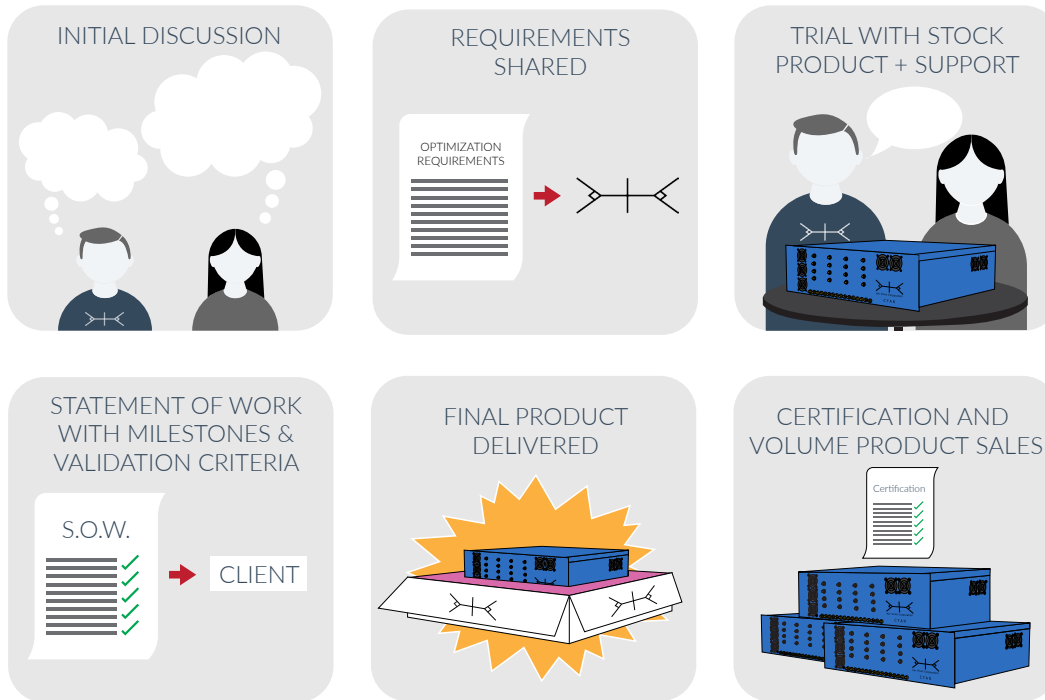 INITIAL DISCUSSION
REQUIREMENTS
SHARED
OPTIMIZATION
REQUIREMENTS
TRIAL WITH STOCK
PRODUCT + SUPPORT
STATEMENT OF WORK
WITH MILESTONES &
VALIDATION CRITERIA
S.O.W.
CLIENT
FINAL PRODUCT
DELIVERED
CERTIFICATION AND
VOLUME PRODUCT SALES
Certification